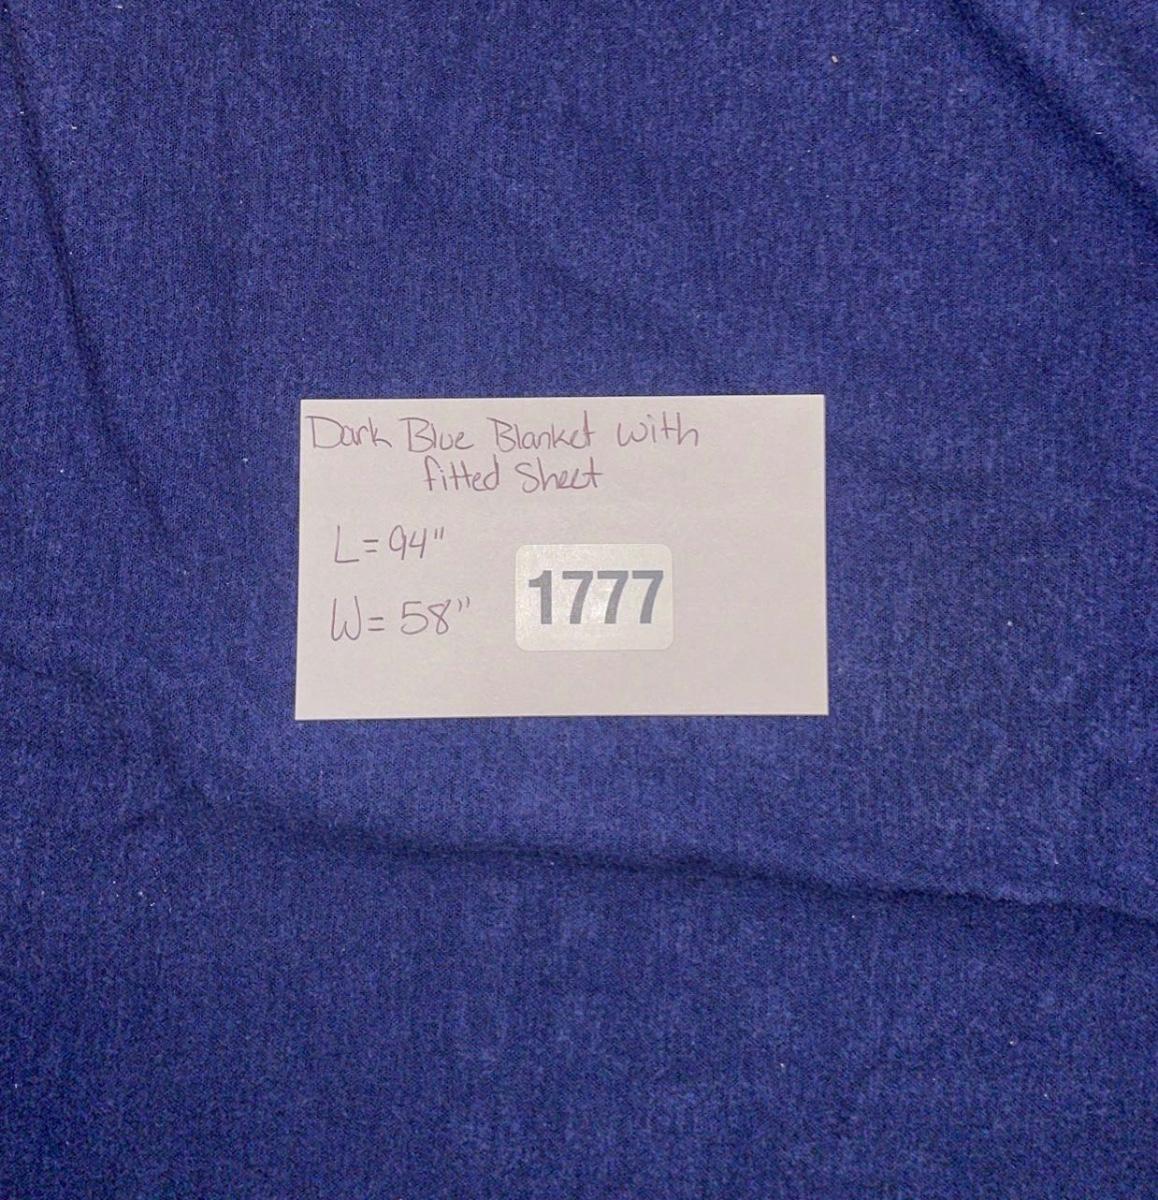 Dark Blue Blanket with
fitted Sheet
L= 94"
1777
W= 58"